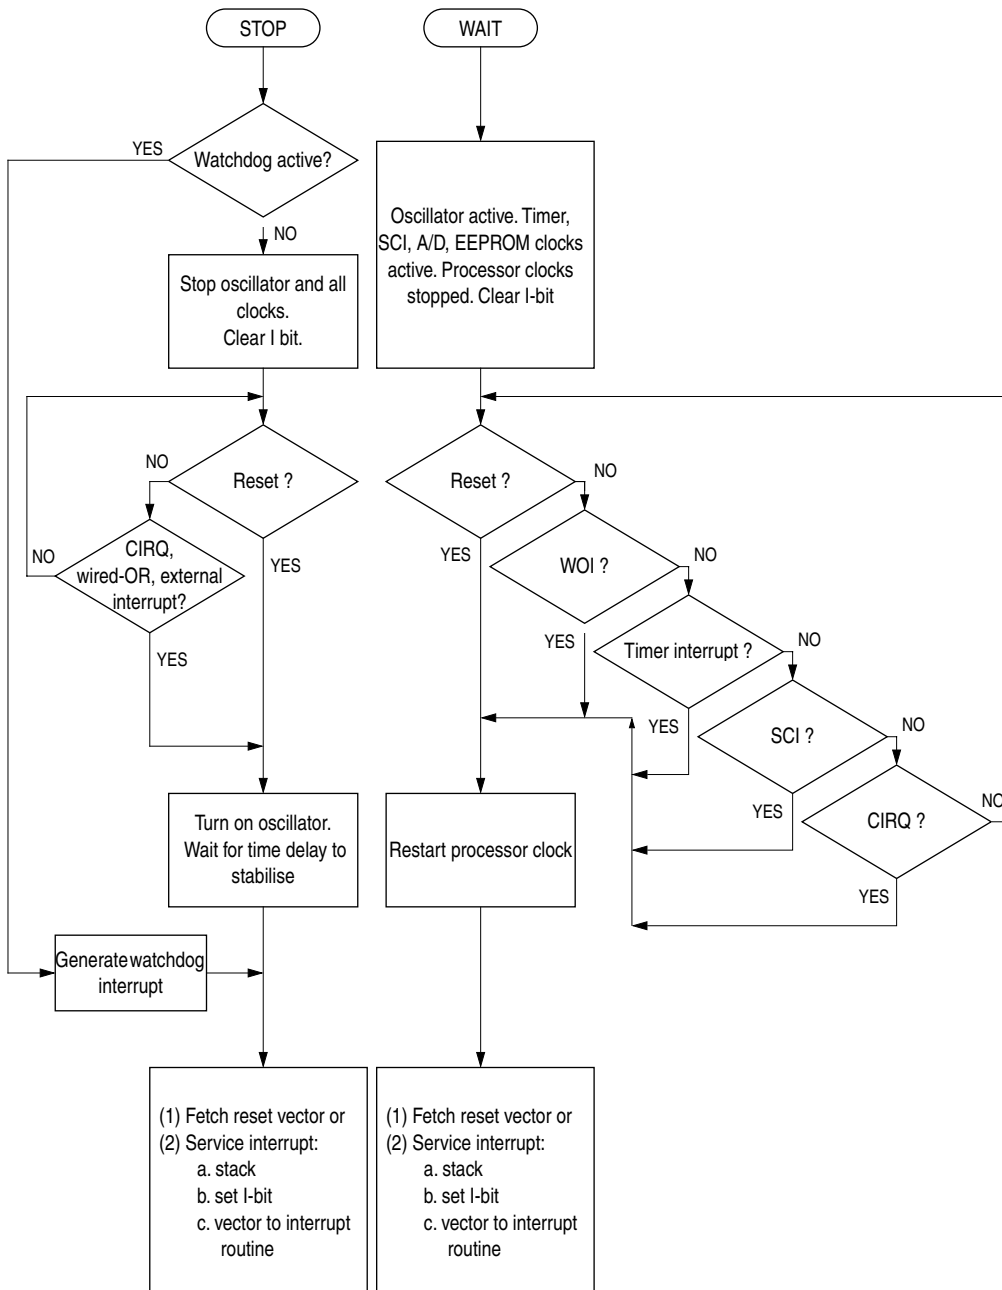 STOP
WAIT
YES
Watchdog active?
NO
Stop oscillator and all
clocks.
Clear I bit.
Oscillator active. Timer,
SCI, A/D, EEPROM clocks
active. Processor clocks
stopped. Clear I-bit
NO
Reset ?
YES
NO
CIRQ,
wired-OR, external
interrupt?
YES
Reset ?
NO
YES
WOI ?
NO
YES
Timer interrupt ?
NO
YES
SCI ?
NO
YES
CIRQ ?
NO
YES
Turn on oscillator.
Wait for time delay to
stabilise
Restart processor clock
Generate watchdog
interrupt
(1) Fetch reset vector or
(2) Service interrupt:
a. stack
b. set I-bit
c. vector to interrupt
routine
(1) Fetch reset vector or
(2) Service interrupt:
a. stack
b. set I-bit
c. vector to interrupt
routine